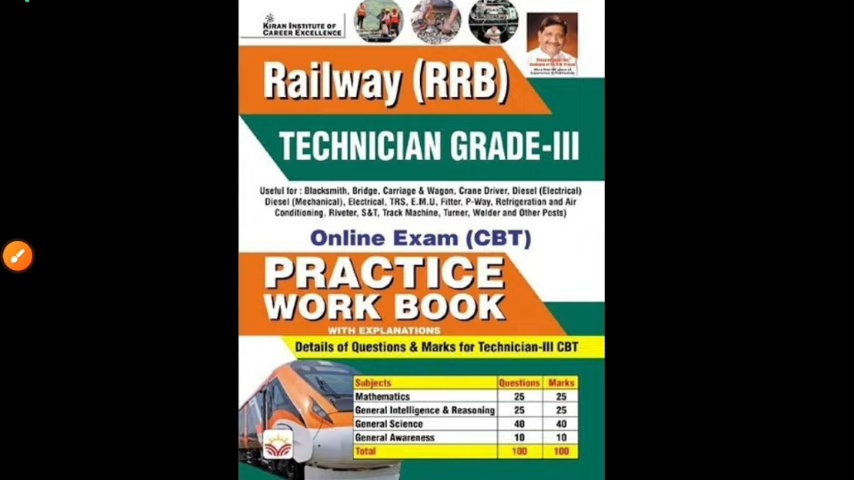 KIRAN INSTITUTE OF
CAREER EXCELLENCE
Railway (RRB)
TECHNICIAN GRADE-III
Useful for : Blacksmith, Bridge, Carriage & Wagon, Crane Driver, Diesel (Electrical)
Diesel (Mechanical), Electrical, TRS, E.M.U, Fitter, P-Way, Refrigeration and Air
Conditioning, Riveter, S&T, Track Machine, Turner, Welder and Other Posts)
Online Exam (CBT)
PRACTICE
WORK BOOK
WITH EXPLANATIONS
Details of Questions & Marks for Technician-III CBT
Subjects Questions Marks
Mathematics 25 25
General Intelligence & Reasoning 25 25
General Science 40 40
General Awareness 10 10
Total 100 100